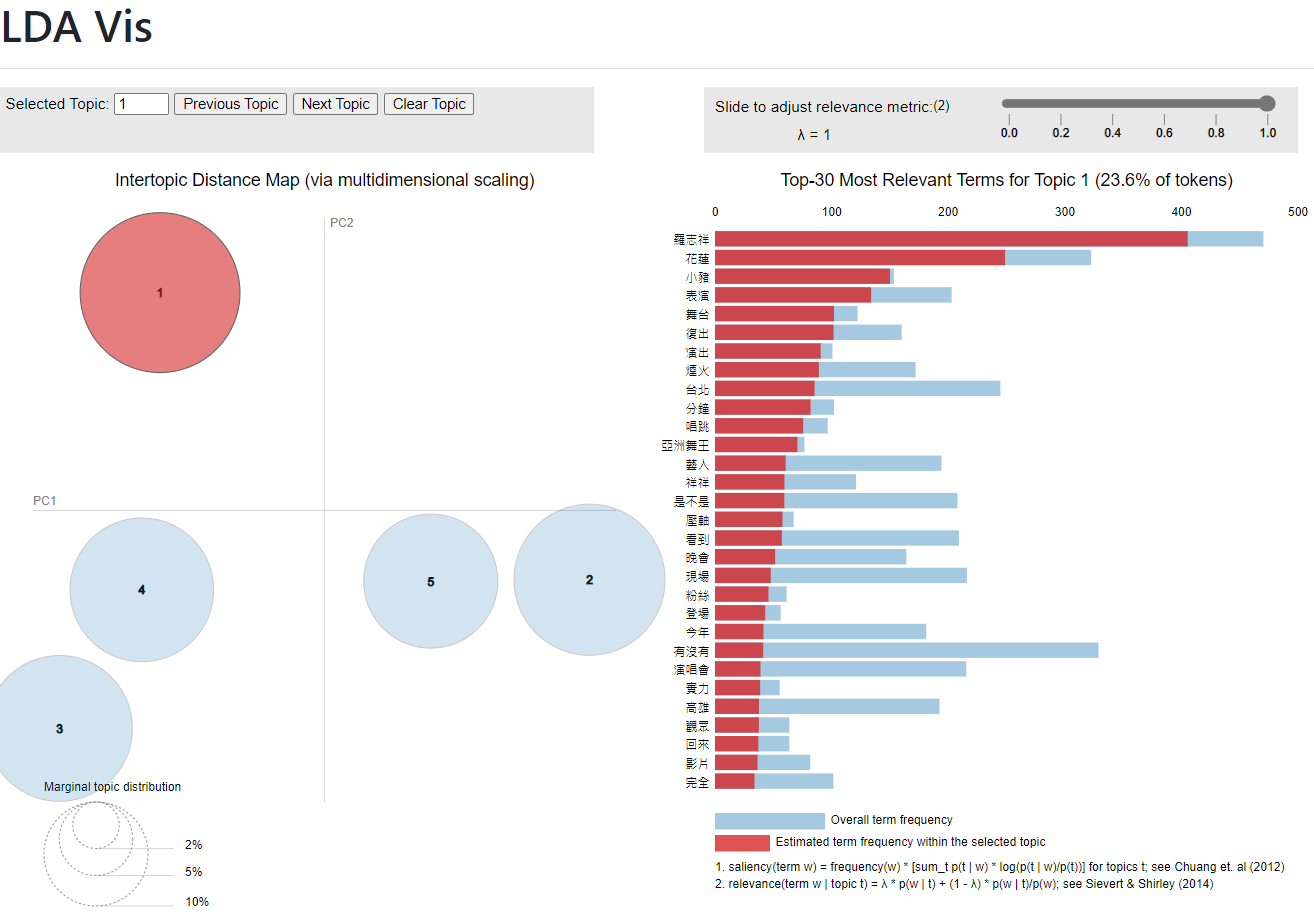 LDA Vis
Selected Topic: 1 Previous Topic Next Topic Clear Topic
Slide to adjust relevance metric:(2)
λ = 1
0.0 0.2 0.4 0.6 0.8 1.0
Intertopic Distance Map (via multidimensional scaling)
PC2
PC1
1
4
5
2
3
Marginal topic distribution
2%
5%
10%
Top-30 Most Relevant Terms for Topic 1 (23.6% of tokens)
0 100 200 300 400 500
羅志祥
花蓮
小豬
表演
舞台
復出
演出
煙火
台北
分鐘
唱跳
亞洲舞王
藝人
祥祥
是不是
壓軸
看到
晚會
現場
粉絲
登場
今年
有沒有
演唱會
實力
高雄
觀眾
回來
影片
完全
Overall term frequency
Estimated term frequency within the selected topic
1. saliency(term w) = frequency(w) * [sum_t p(t | w) * log(p(t | w)/p(t))] for topics t; see Chuang et. al (2012)
2. relevance(term w | topic t) = λ * p(w | t) + (1 - λ) * p(w | t)/p(w); see Sievert & Shirley (2014)